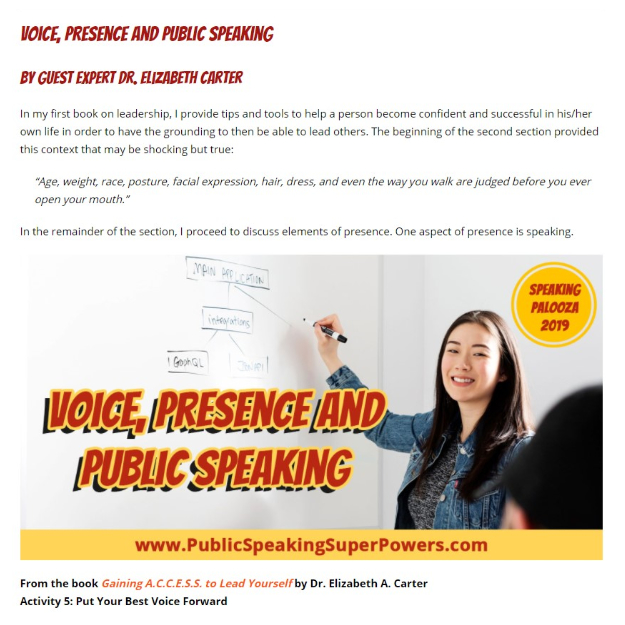 VOICE, PRESENCE AND PUBLIC SPEAKING
BY GUEST EXPERT DR. ELIZABETH CARTER
In my first book on leadership, I provide tips and tools to help a person become confident and successful in his/her
own life in order to have the grounding to then be able to lead others. The beginning of the second section provided
this context that may be shocking but true:
“Age, weight, race, posture, facial expression, hair, dress, and even the way you walk are judged before you ever
open your mouth.”
In the remainder of the section, I proceed to discuss elements of presence. One aspect of presence is speaking.
MAIN APPLICATION
integrations
SPEAKING
PALOOZA
2019
VOICE, PRESENCE AND
PUBLIC SPEAKING
www.PublicSpeakingSuperPowers.com
From the book Gaining A.C.C.E.S.S. to Lead Yourself by Dr. Elizabeth A. Carter
Activity 5: Put Your Best Voice Forward